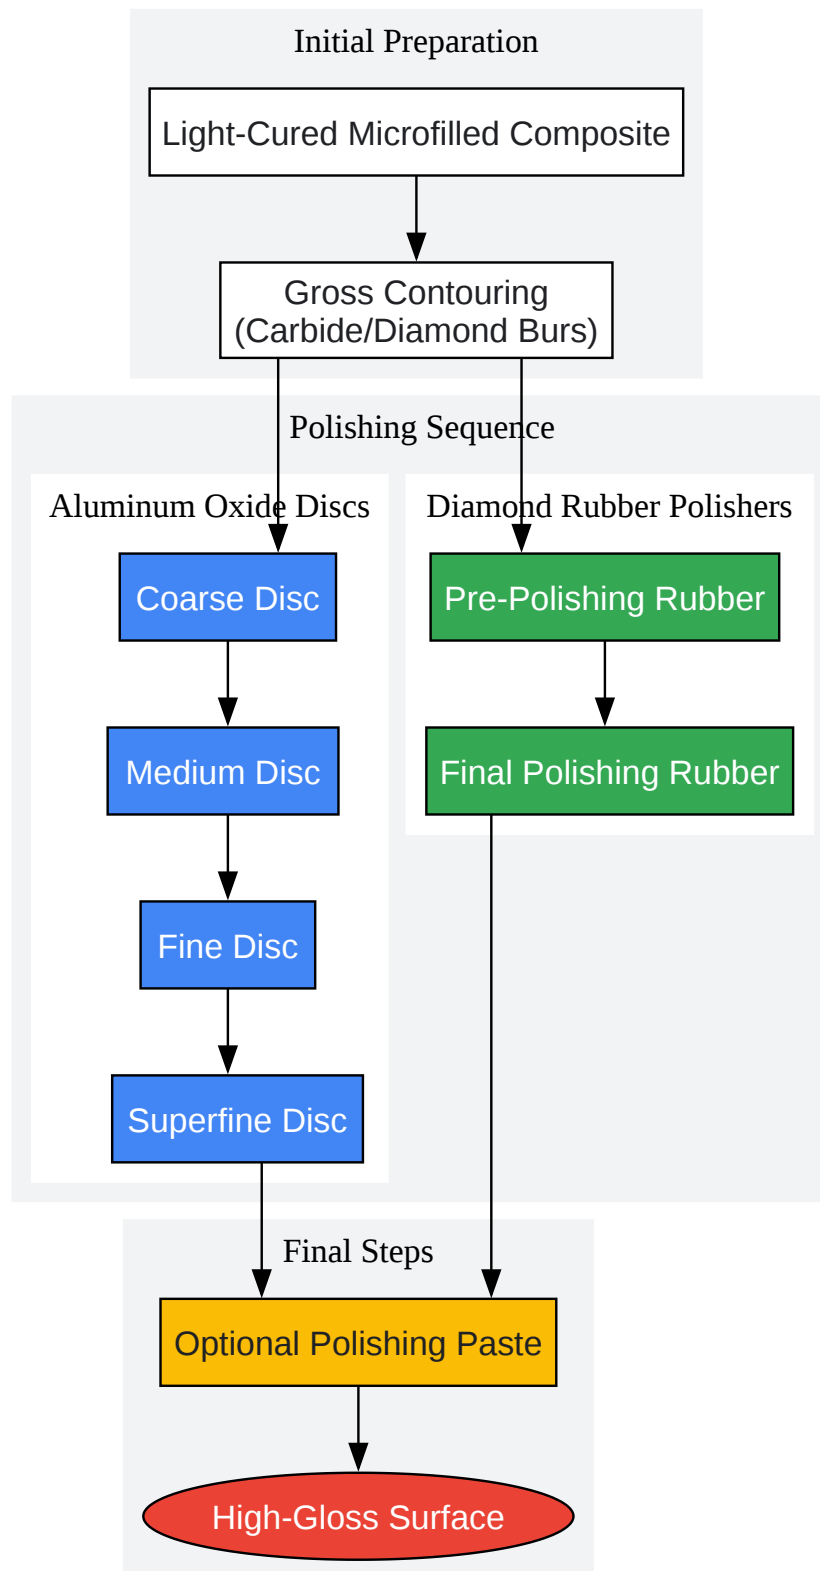 Initial Preparation
Light-Cured Microfilled Composite
Gross Contouring
(Carbide/Diamond Burs)
Polishing Sequence
Aluminum Oxide Discs
Coarse Disc
Medium Disc
Fine Disc
Superfine Disc
Diamond Rubber Polishers
Pre-Polishing Rubber
Final Polishing Rubber
Final Steps
Optional Polishing Paste
High-Gloss Surface